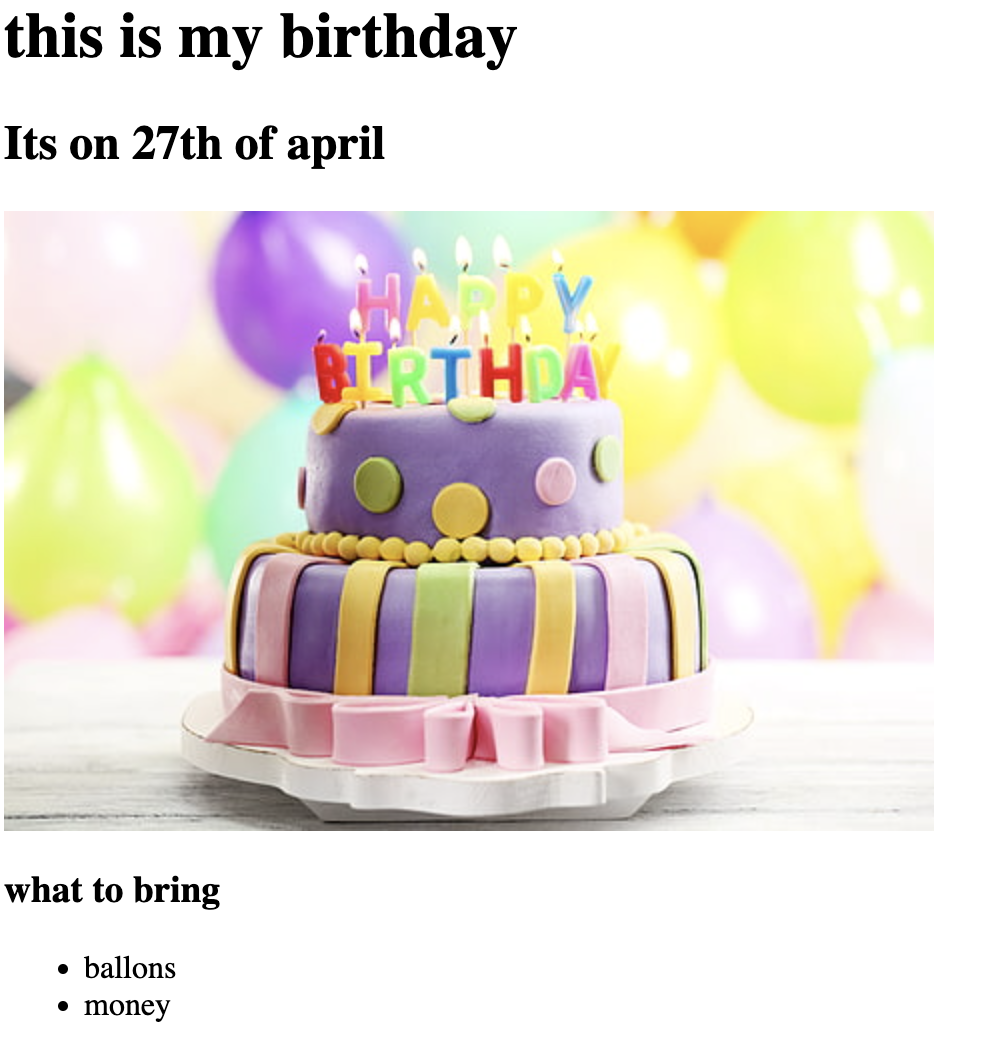 this is my birthday
Its on 27th of april
HAPPY
BIRTHDAY
what to bring
ballons
money